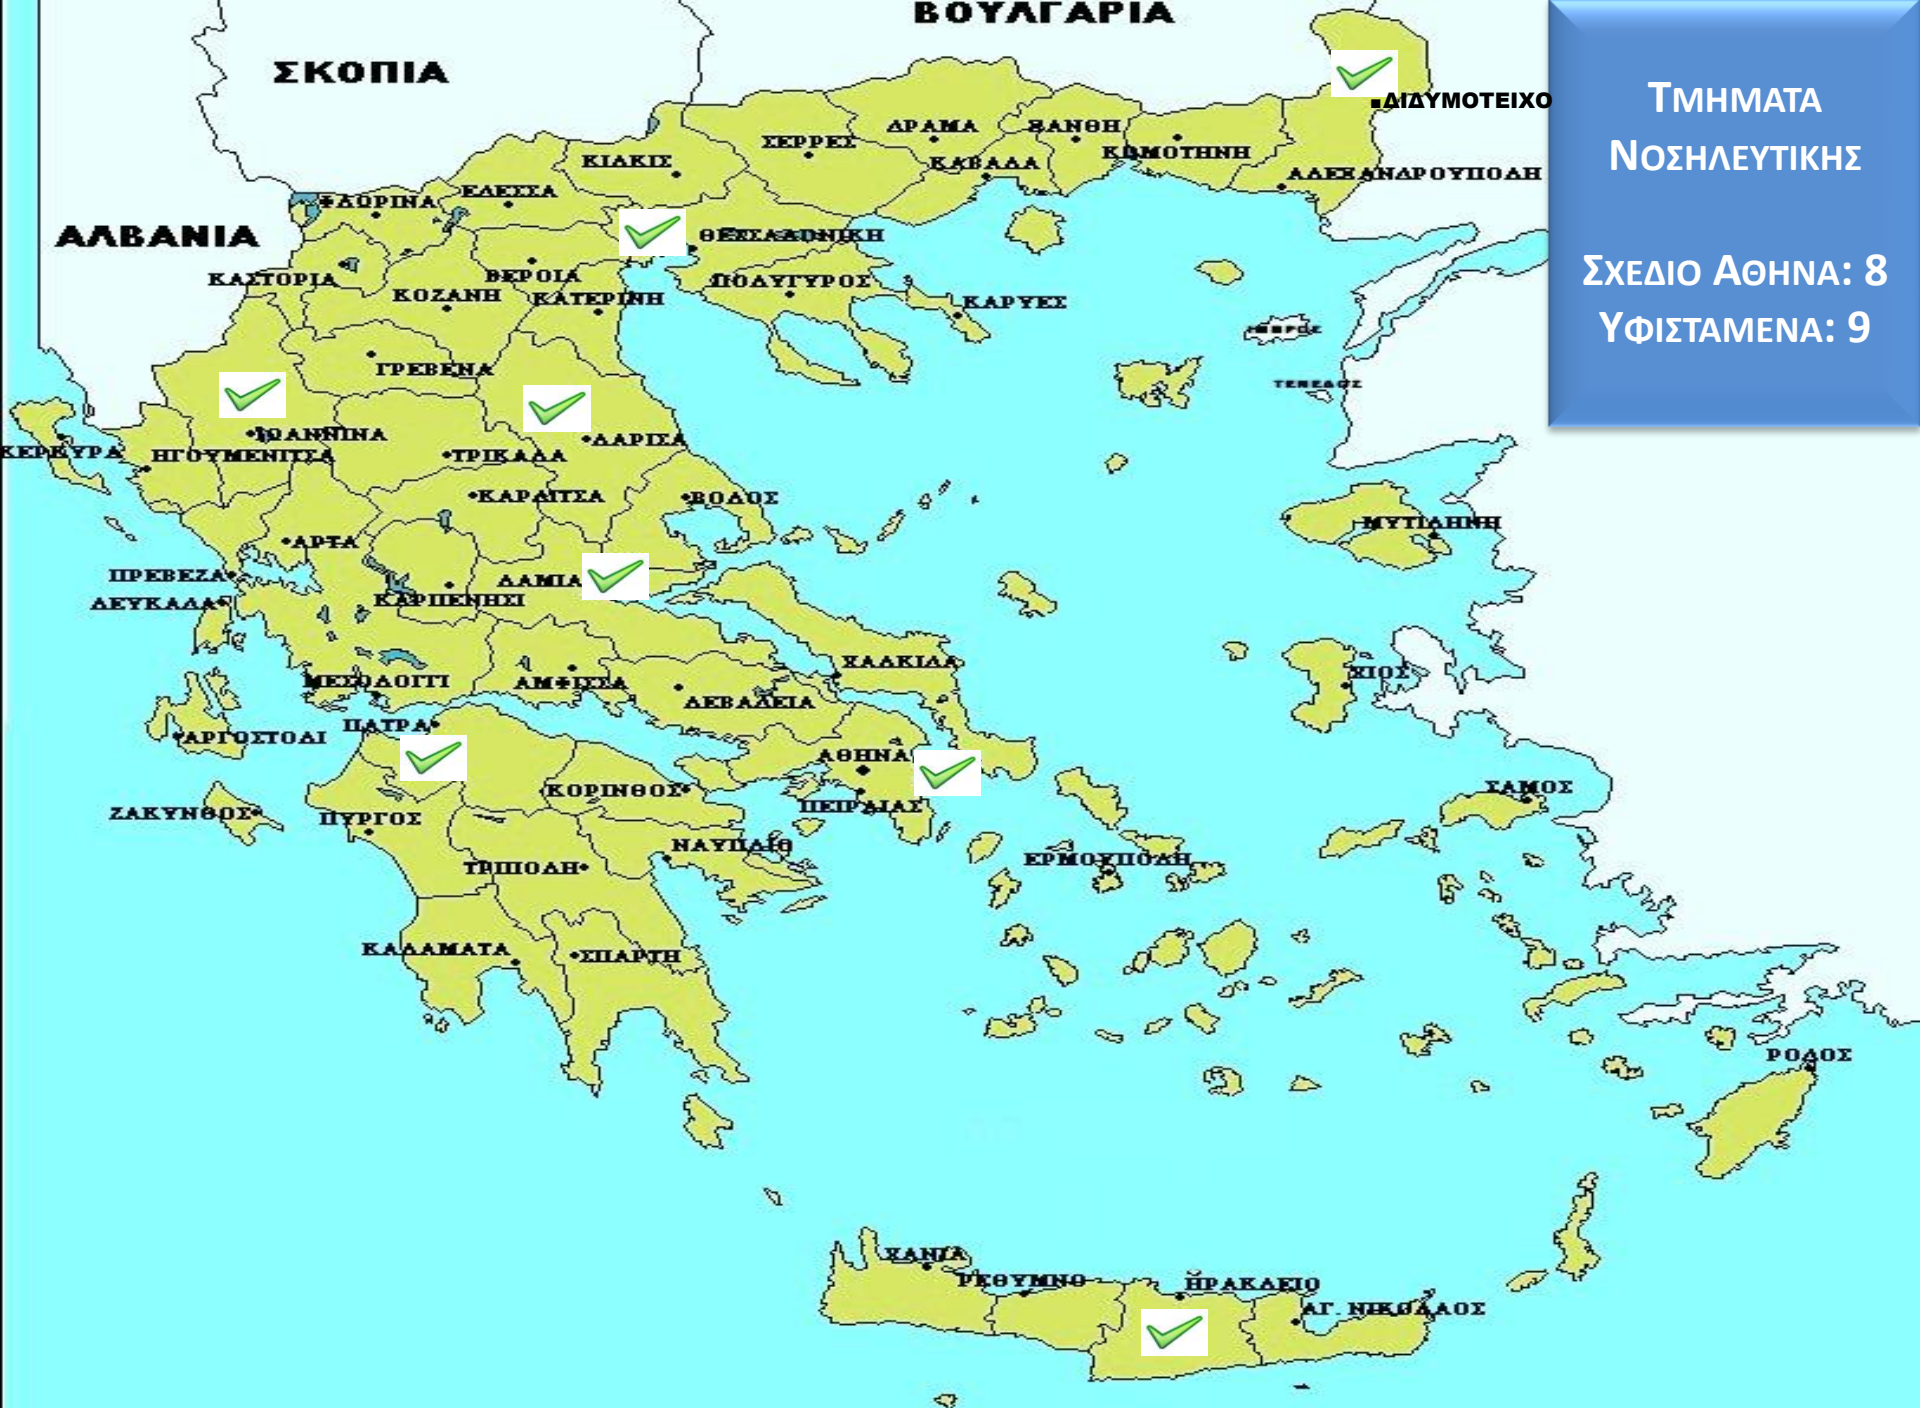 ΒΟΥΛΓΑΡΙΑ
ΣΚΟΠΙΑ
ΑΛΒΑΝΙΑ
ΔΙΔΥΜΟΤΕΙΧΟ
ΔΡΑΜΑ
ΞΑΝΘΗ
ΣΕΡΡΕΣ
ΚΟΜΟΤΗΝΗ
ΚΙΛΚΙΣ
ΚΑΒΑΛΑ
ΑΛΕΞΑΝΔΡΟΥΠΟΛΗ
ΕΔΕΣΣΑ
ΦΛΩΡΙΝΑ
ΘΕΣΣΑΛΟΝΙΚΗ
ΚΑΣΤΟΡΙΑ
ΒΕΡΟΙΑ
ΠΟΛΥΓΥΡΟΣ
ΚΟΖΑΝΗ
ΚΑΤΕΡΙΝΗ
ΚΑΡΥΕΣ
ΙΜΒΡΟΣ
ΓΡΕΒΕΝΑ
ΤΕΝΕΔΟΣ
ΙΩΑΝΝΙΝΑ
ΛΑΡΙΣΑ
ΚΕΡΚΥΡΑ
ΗΓΟΥΜΕΝΙΤΣΑ
ΤΡΙΚΑΛΑ
ΚΑΡΔΙΤΣΑ
ΒΟΛΟΣ
ΜΥΤΙΛΗΝΗ
ΑΡΤΑ
ΠΡΕΒΕΖΑ
ΛΑΜΙΑ
ΛΕΥΚΑΔΑ
ΚΑΡΠΕΝΗΣΙ
ΧΑΛΚΙΔΑ
ΧΙΟΣ
ΜΕΣΟΛΟΓΓΙ
ΑΜΦΙΣΣΑ
ΛΕΒΑΔΕΙΑ
ΠΑΤΡΑ
ΑΡΓΟΣΤΟΛΙ
ΑΘΗΝΑ
ΚΟΡΙΝΘΟΣ
ΣΑΜΟΣ
ΠΕΙΡΑΙΑΣ
ΖΑΚΥΝΘΟΣ
ΠΥΡΓΟΣ
ΝΑΥΠΛΙΟ
ΕΡΜΟΥΠΟΛΗ
ΤΡΙΠΟΛΗ
ΚΑΛΑΜΑΤΑ
ΣΠΑΡΤΗ
ΡΟΔΟΣ
ΧΑΝΙΑ
ΡΕΘΥΜΝΟ
ΗΡΑΚΛΕΙΟ
ΑΓ. ΝΙΚΟΛΑΟΣ
ΤΜΗΜΑΤΑ
ΝΟΣΗΛΕΥΤΙΚΗΣ
ΣΧΕΔΙΟ ΑΘΗΝΑ: 8
ΥΦΙΣΤΑΜΕΝΑ: 9